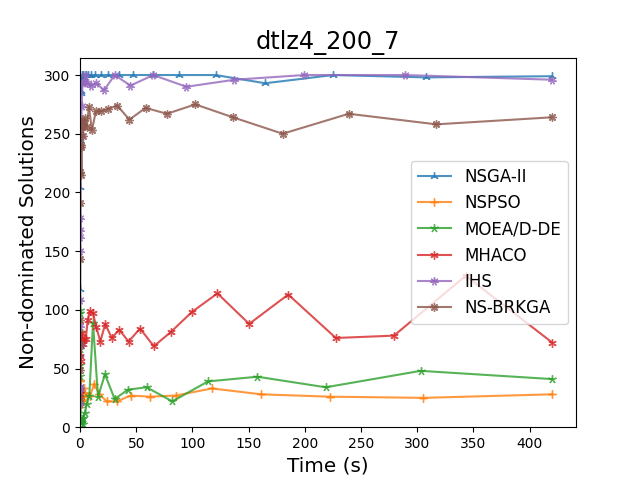 dtlz4_200_7
Non-dominated Solutions
300
250
200
150
100
50
0
NSGA-II
NSPSO
MOEA/D-DE
MHACO
IHS
NS-BRKGA
0 50 100 150 200 250 300 350 400
Time (s)